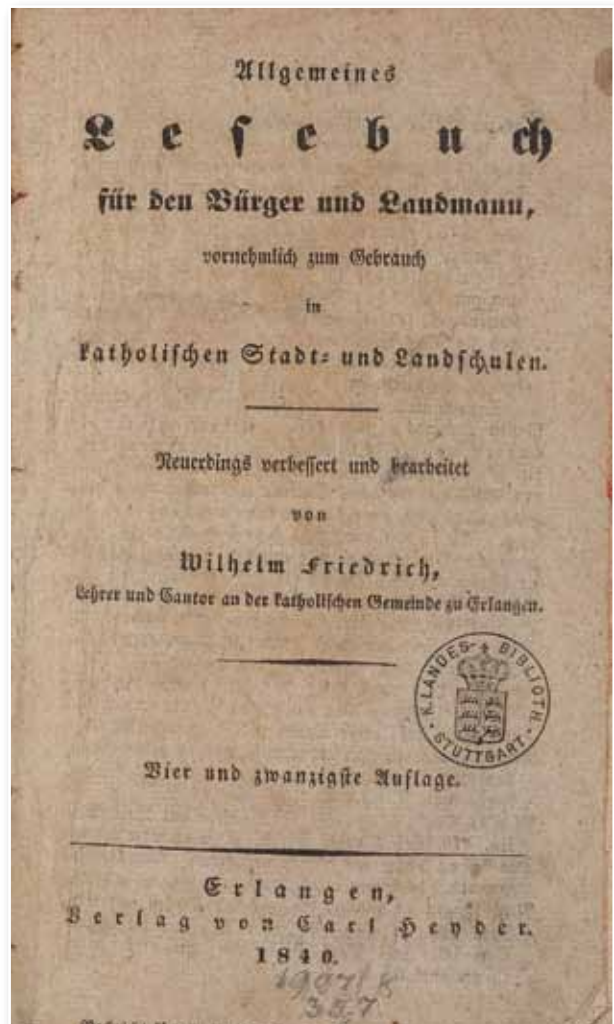 Allgemeines
Lesebuch
für den Bürger und Landmann,
vornehmlich zum Gebrauch
in
katholischen Stadt- und Landschulen.
Neuerdings verbessert und bearbeitet
von
Wilhelm Friedrich,
Lehrer und Cantor an der katholischen Gemeinde zu Erlangen.
K. LANDES- BIBLIOTH.
STUTTGART
Vier und zwanzigste Auflage.
Erlangen,
Verlag von Carl Heyder.
1840.
1907/K
357